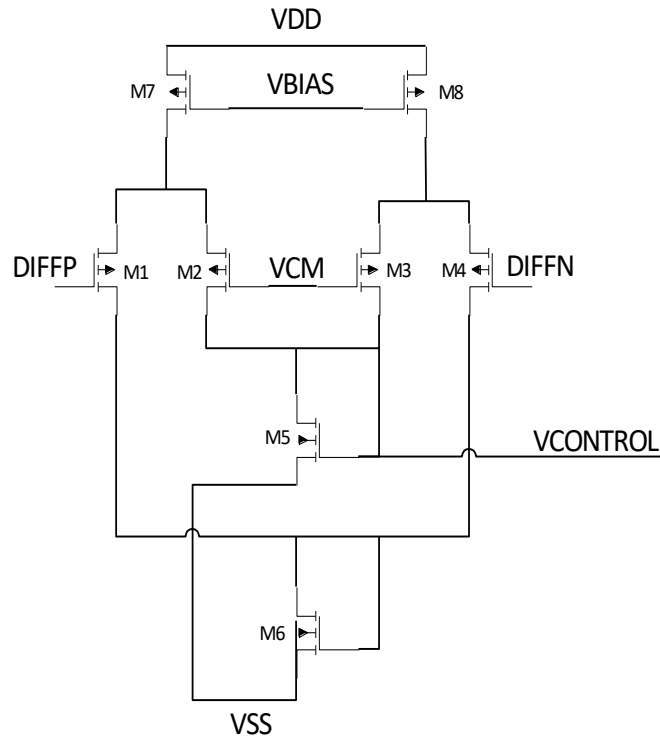 VDD
M7
VBIAS
M8
DIFFP
M1
M2
VCM
M3
M4
DIFFN
M5
VCONTROL
M6
VSS